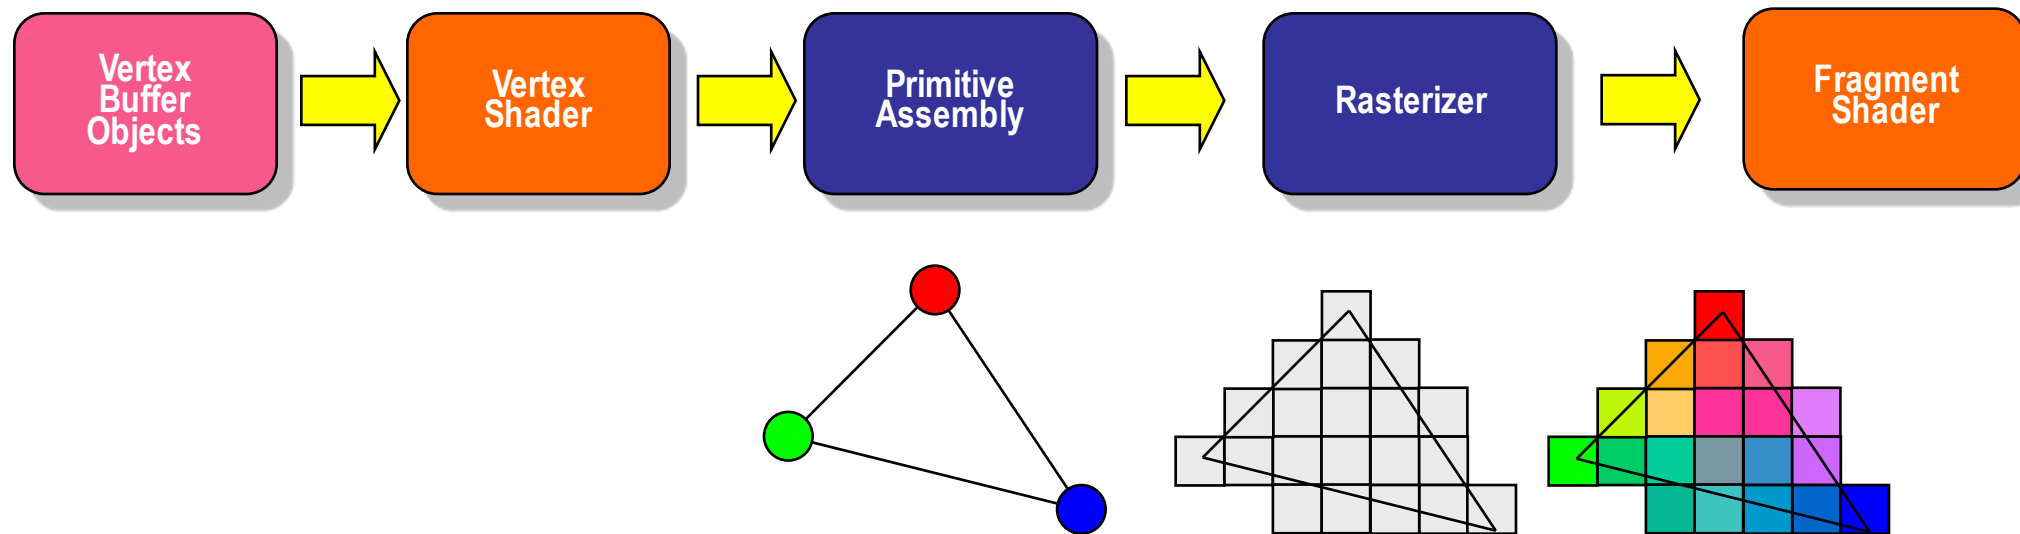 Vertex
Buffer
Objects
Vertex
Shader
Primitive
Assembly
Rasterizer
Fragment
Shader